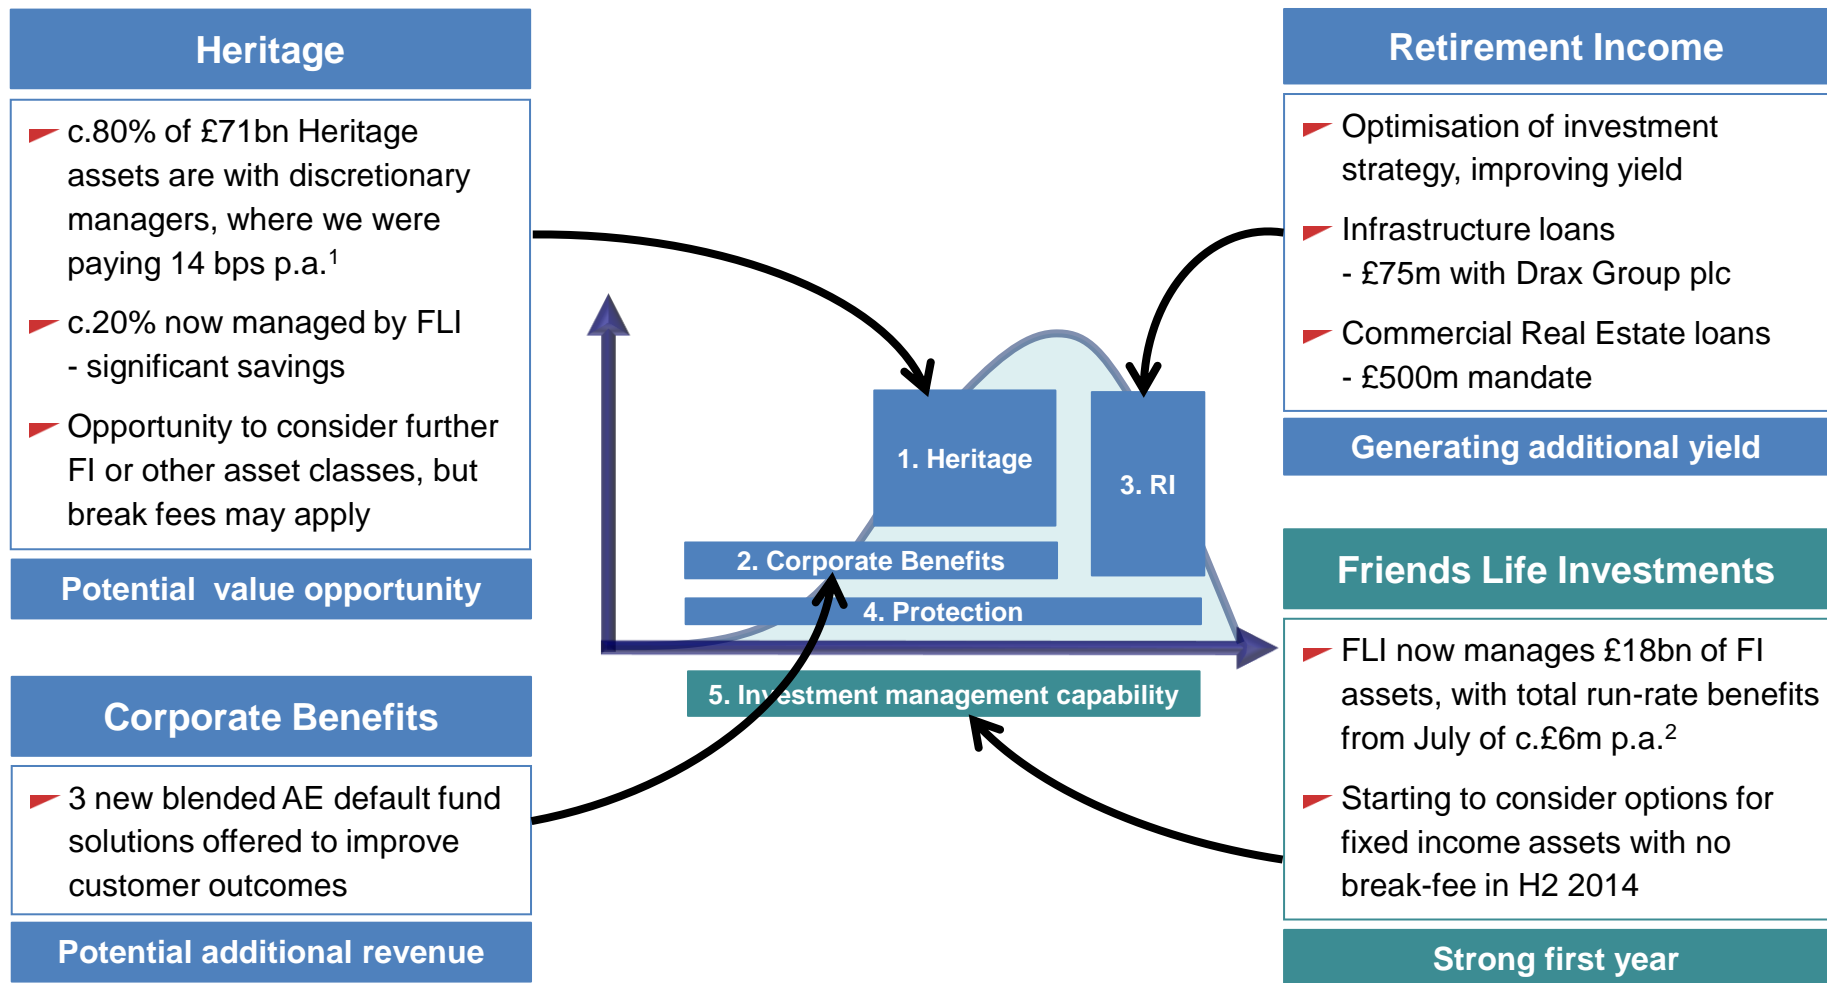 Heritage
c.80% of £71bn Heritage
assets are with discretionary
managers, where we were
paying 14 bps p.a.1
c.20% now managed by FLI
- significant savings
Opportunity to consider further
FI or other asset classes, but
break fees may apply
Potential value opportunity
Corporate Benefits
3 new blended AE default fund
solutions offered to improve
customer outcomes
Potential additional revenue
1. Heritage
3. RI
2. Corporate Benefits
4. Protection
5. Investment management capability
Retirement Income
Optimisation of investment
strategy, improving yield
Infrastructure loans
- £75m with Drax Group plc
Commercial Real Estate loans
- £500m mandate
Generating additional yield
Friends Life Investments
FLI now manages £18bn of FI
assets, with total run-rate benefits
from July of c.£6m p.a.2
Starting to consider options for
fixed income assets with no
break-fee in H2 2014
Strong first year